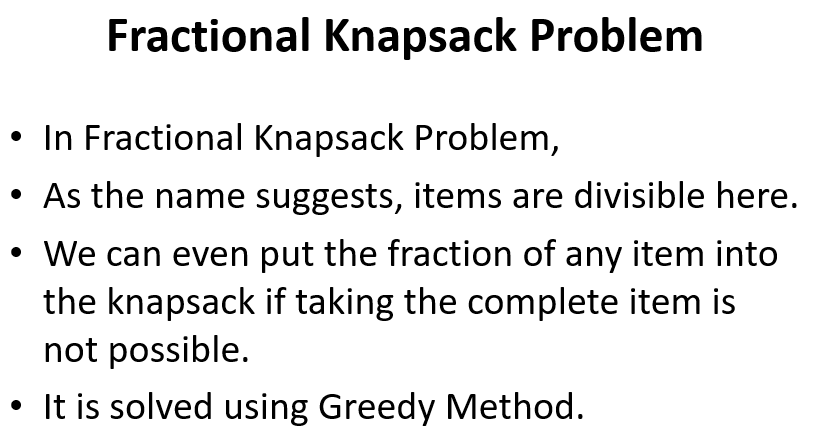 Fractional Knapsack Problem
• In Fractional Knapsack Problem,
• As the name suggests, items are divisible here.
• We can even put the fraction of any item into
the knapsack if taking the complete item is
not possible.
• It is solved using Greedy Method.